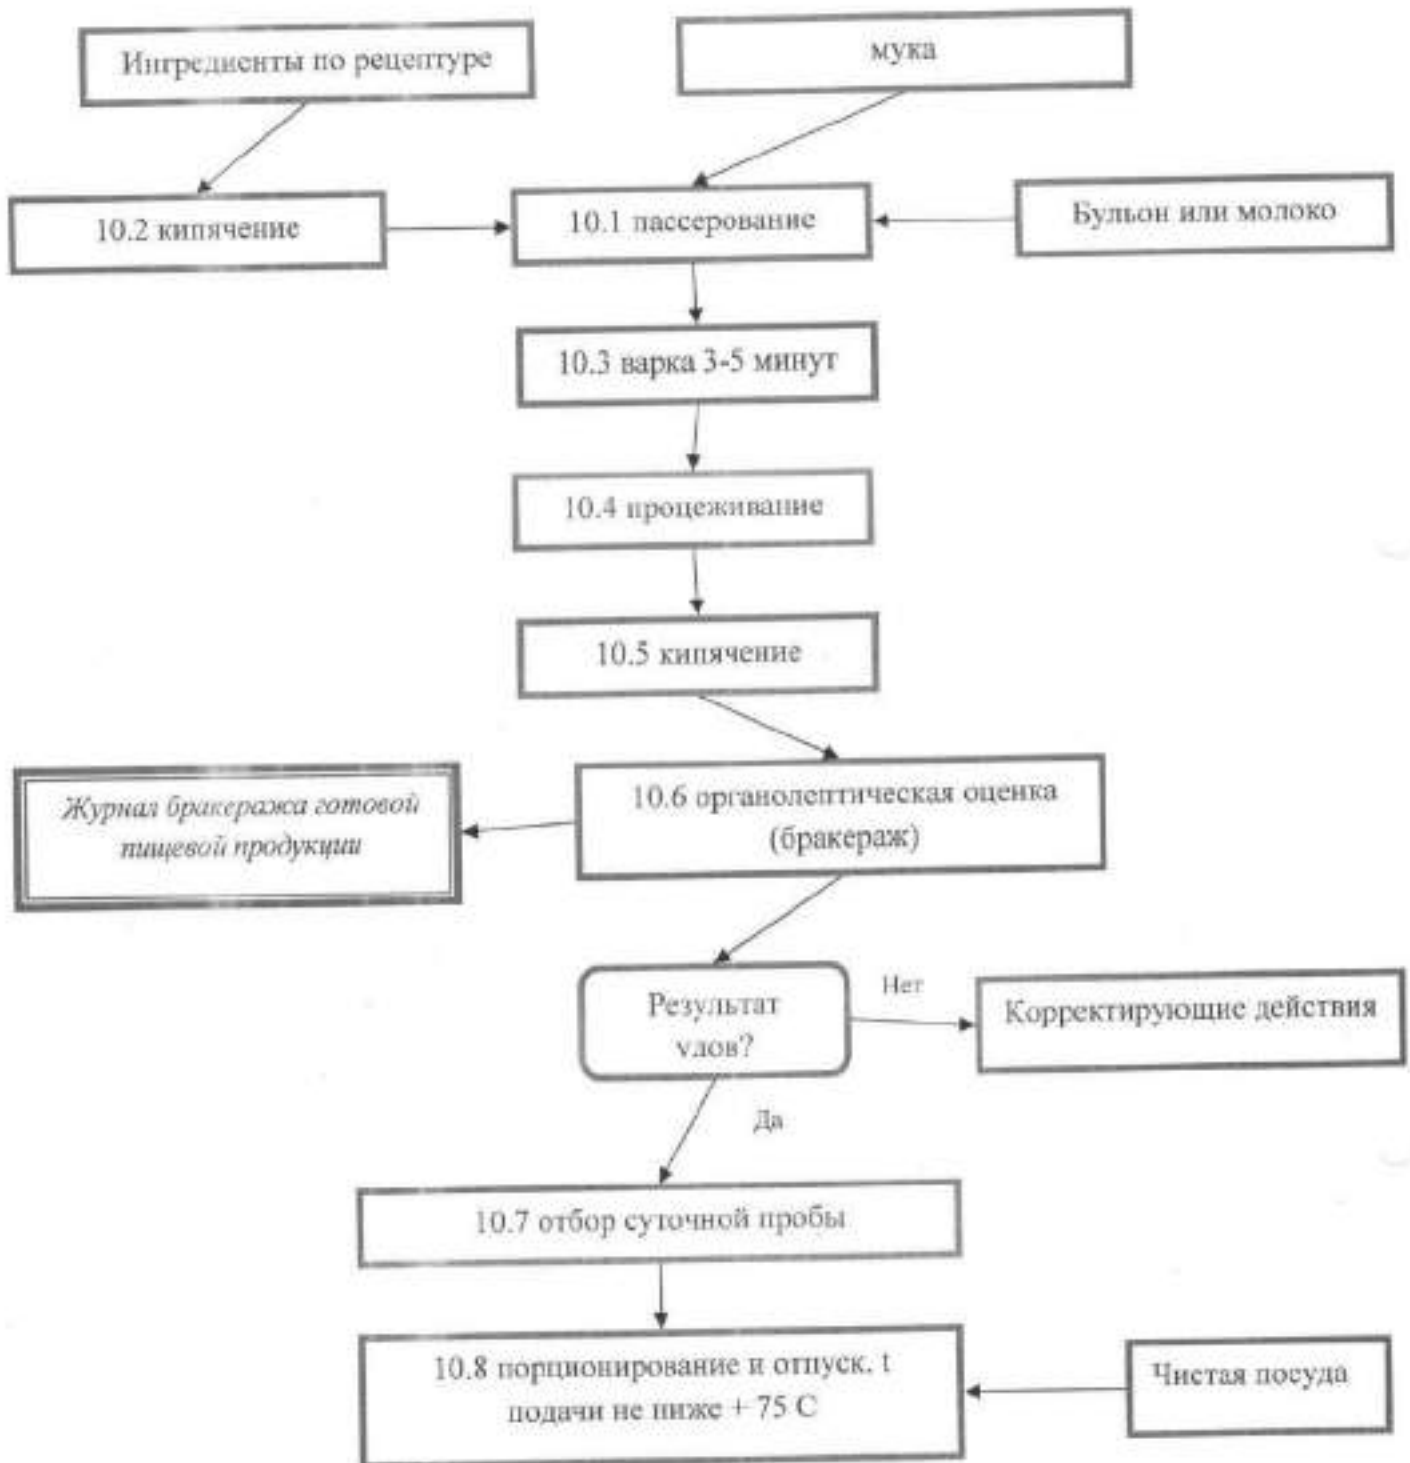 Ингредиенты по рецептуре
мука
10.2 кипячение
10.1 пассерование
Бульон или молоко
10.3 варка 3-5 минут
10.4 процеживание
10.5 кипячение
Журнал бракеража готовой
пищевой продукции
10.6 органолептическая оценка
(бракераж)
Результат
удов?
Нет
Корректирующие действия
Да
10.7 отбор суточной пробы
10.8 порционирование и отпуск. t
подачи не ниже + 75 С
Чистая посуда